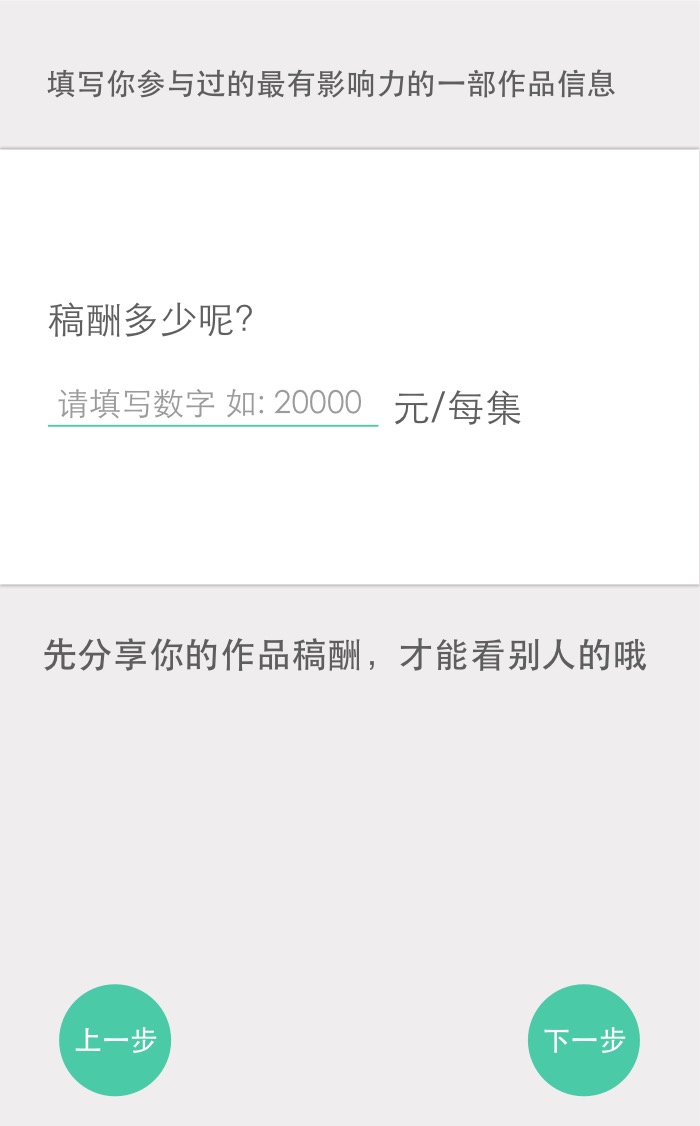 填写你参与过的最有影响力的一部作品信息
稿酬多少呢?
请填写数字 如: 20000 元/每集
先分享你的作品稿酬，才能看别人的哦
上一步 下一步